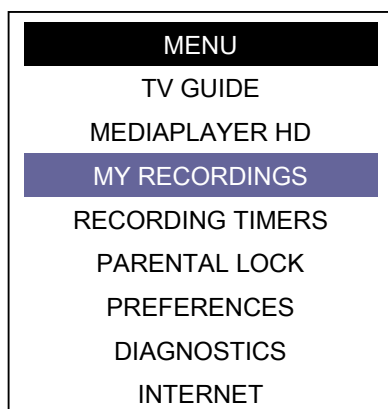 MENU
TV GUIDE
MEDIAPLAYER HD
MY RECORDINGS
RECORDING TIMERS
PARENTAL LOCK
PREFERENCES
DIAGNOSTICS
INTERNET